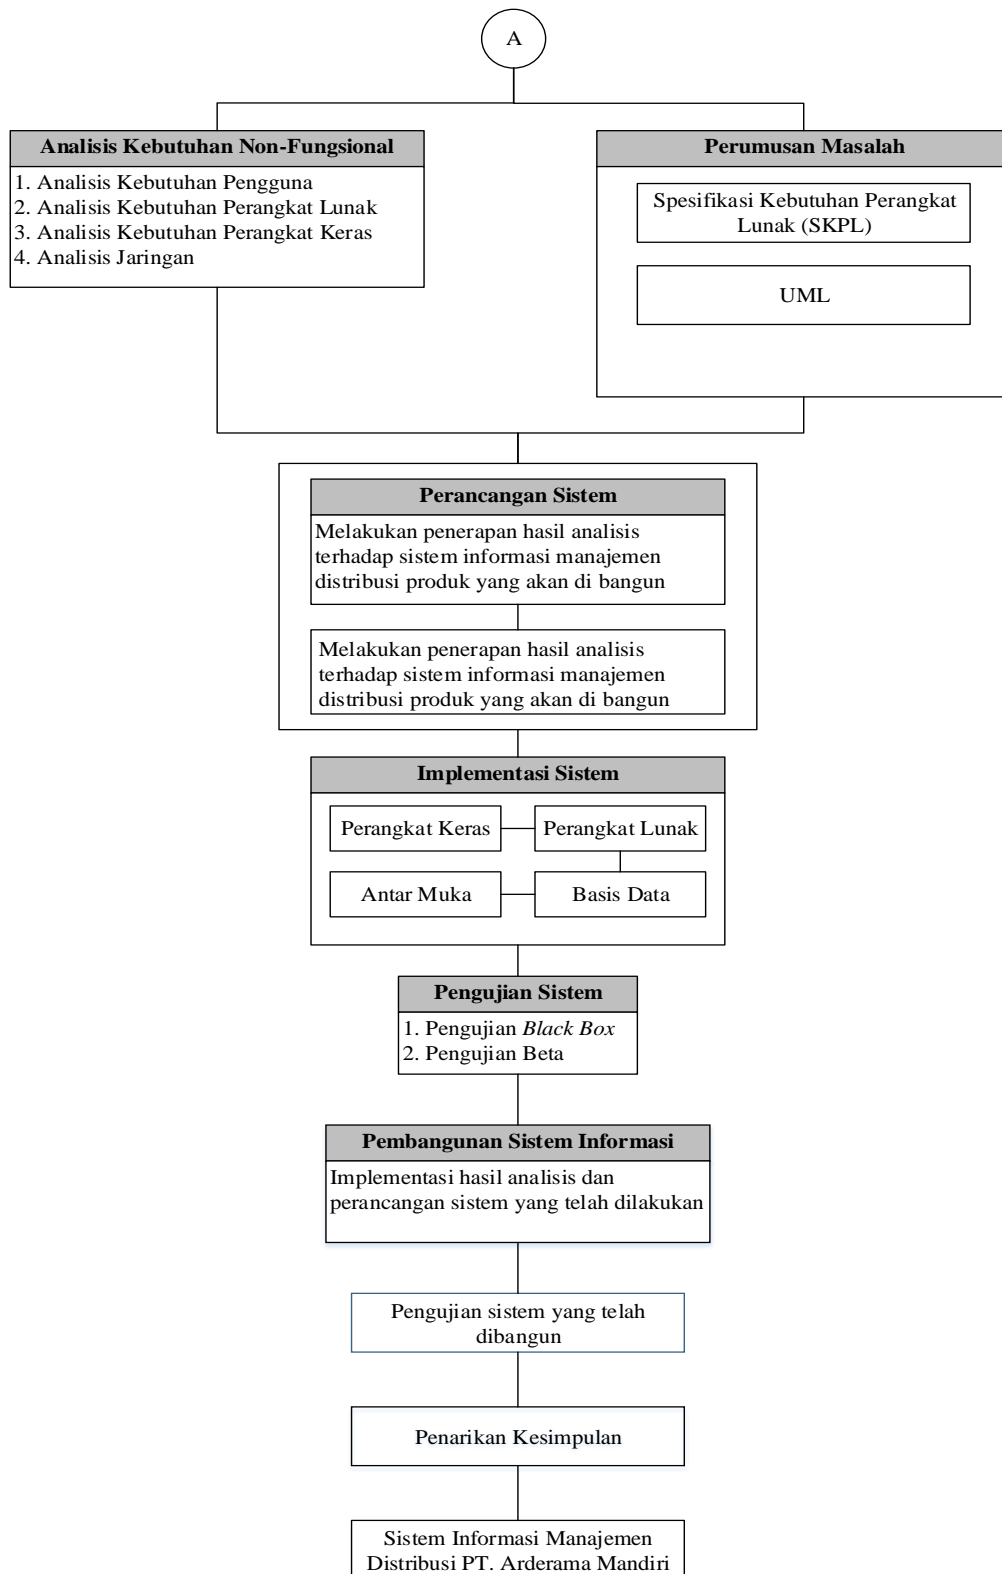 A
Analisis Kebutuhan Non-Fungsional
1. Analisis Kebutuhan Pengguna
2. Analisis Kebutuhan Perangkat Lunak
3. Analisis Kebutuhan Perangkat Keras
4. Analisis Jaringan
Perumusan Masalah
Spesifikasi Kebutuhan Perangkat
Lunak (SKPL)
UML
Perancangan Sistem
Melakukan penerapan hasil analisis
terhadap sistem informasi manajemen
distribusi produk yang akan di bangun
Melakukan penerapan hasil analisis
terhadap sistem informasi manajemen
distribusi produk yang akan di bangun
Implementasi Sistem
Perangkat Keras
Perangkat Lunak
Antar Muka
Basis Data
Pengujian Sistem
1. Pengujian Black Box
2. Pengujian Beta
Pembangunan Sistem Informasi
Implementasi hasil analisis dan
perancangan sistem yang telah dilakukan
Pengujian sistem yang telah
dibangun
Penarikan Kesimpulan
Sistem Informasi Manajemen
Distribusi PT. Arderama Mandiri